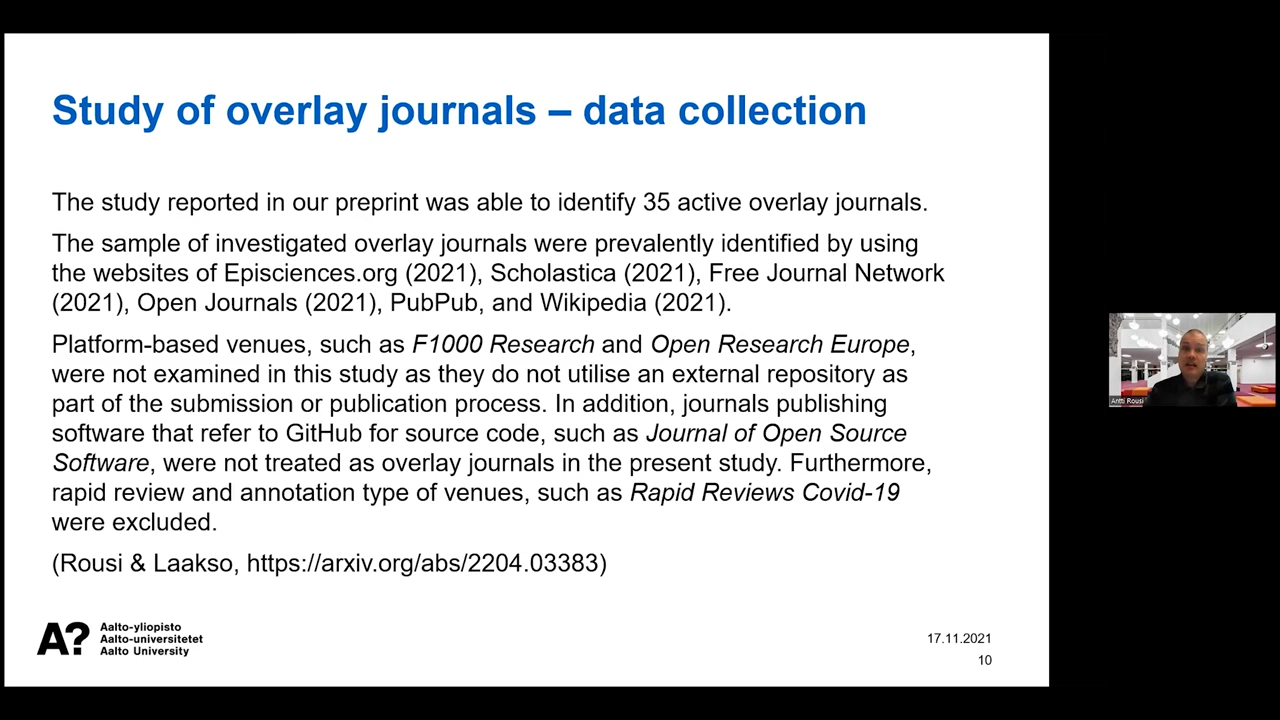 Study of overlay journals – data collection
The study reported in our preprint was able to identify 35 active overlay journals.
The sample of investigated overlay journals were prevalently identified by using
the websites of Episciences.org (2021), Scholastica (2021), Free Journal Network
(2021), Open Journals (2021), PubPub, and Wikipedia (2021).
Platform-based venues, such as F1000 Research and Open Research Europe,
were not examined in this study as they do not utilise an external repository as
part of the submission or publication process. In addition, journals publishing
software that refer to GitHub for source code, such as Journal of Open Source
Software, were not treated as overlay journals in the present study. Furthermore,
rapid review and annotation type of venues, such as Rapid Reviews Covid-19
were excluded.
(Rousi & Laakso, https://arxiv.org/abs/2204.03383)
A?
Aalto-yliopisto
Aalto-universitetet
Aalto University
17.11.2021
10
Antti Rousi